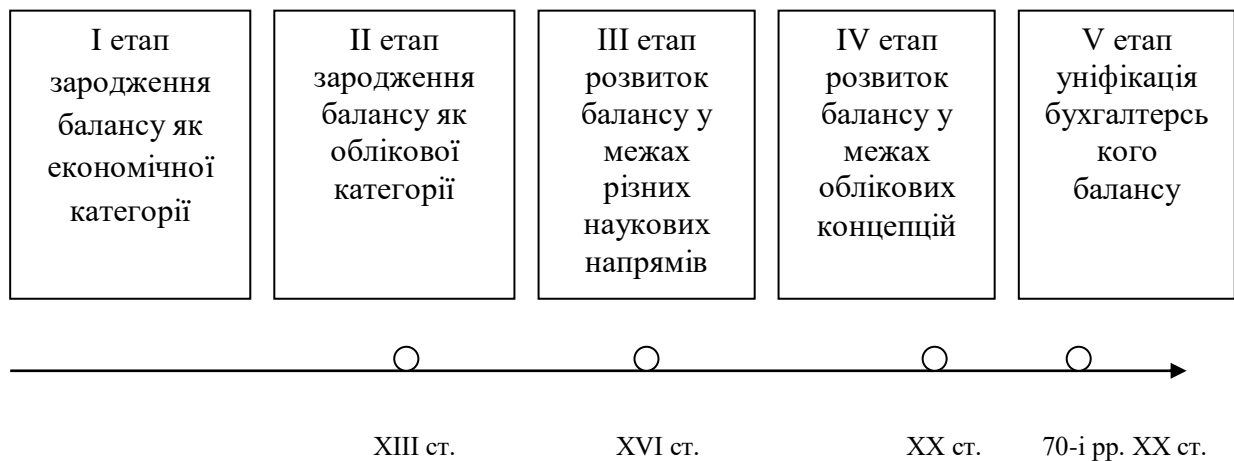 І етап
зародження
балансу як
економічної
категорії
ІІ етап
зародження
балансу як
облікової
категорії
ІІІ етап
розвиток
балансу у
межах
різних
наукових
напрямів
IV етап
розвиток
балансу у
межах
облікових
концепцій
V етап
уніфікація
бухгалтерсь
кого
балансу
XIII ст.
XVI ст.
XX ст.
70-і рр. XX ст.